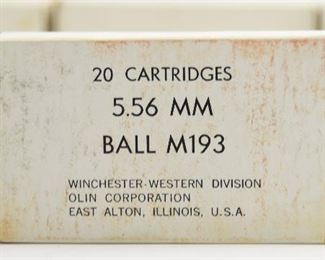 20 CARTRIDGES
5.56 MM
BALL M193
WINCHESTER-WESTERN DIVISION
OLIN CORPORATION
EAST ALTON, ILLINOIS, U.S.A.